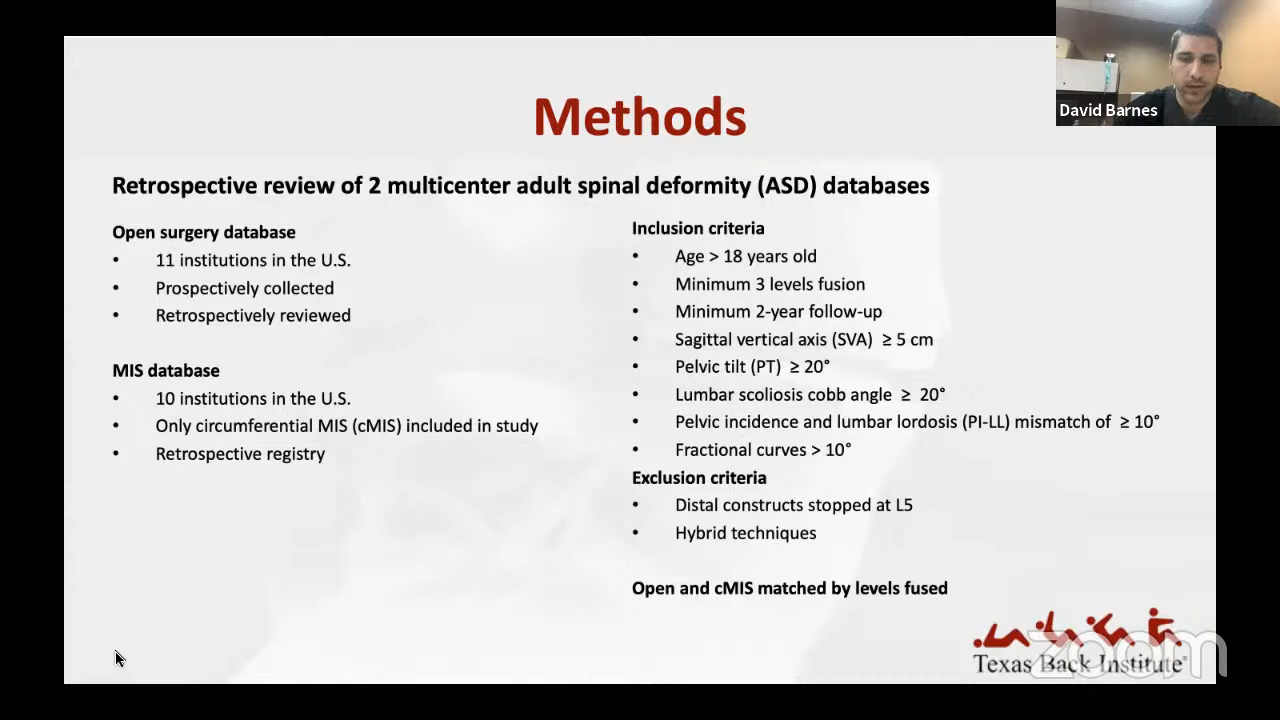 David Barnes
Methods
Retrospective review of 2 multicenter adult spinal deformity (ASD) databases
Open surgery database
• 11 institutions in the U.S.
• Prospectively collected
• Retrospectively reviewed
MIS database
• 10 institutions in the U.S.
• Only circumferential MIS (cMIS) included in study
• Retrospective registry
Inclusion criteria
• Age > 18 years old
• Minimum 3 levels fusion
• Minimum 2-year follow-up
• Sagittal vertical axis (SVA) ≥ 5 cm
• Pelvic tilt (PT) ≥ 20°
• Lumbar scoliosis cobb angle ≥ 20°
• Pelvic incidence and lumbar lordosis (PI-LL) mismatch of ≥ 10°
• Fractional curves > 10°
Exclusion criteria
• Distal constructs stopped at L5
• Hybrid techniques
Open and cMIS matched by levels fused
zoom
Texas Back Institute®